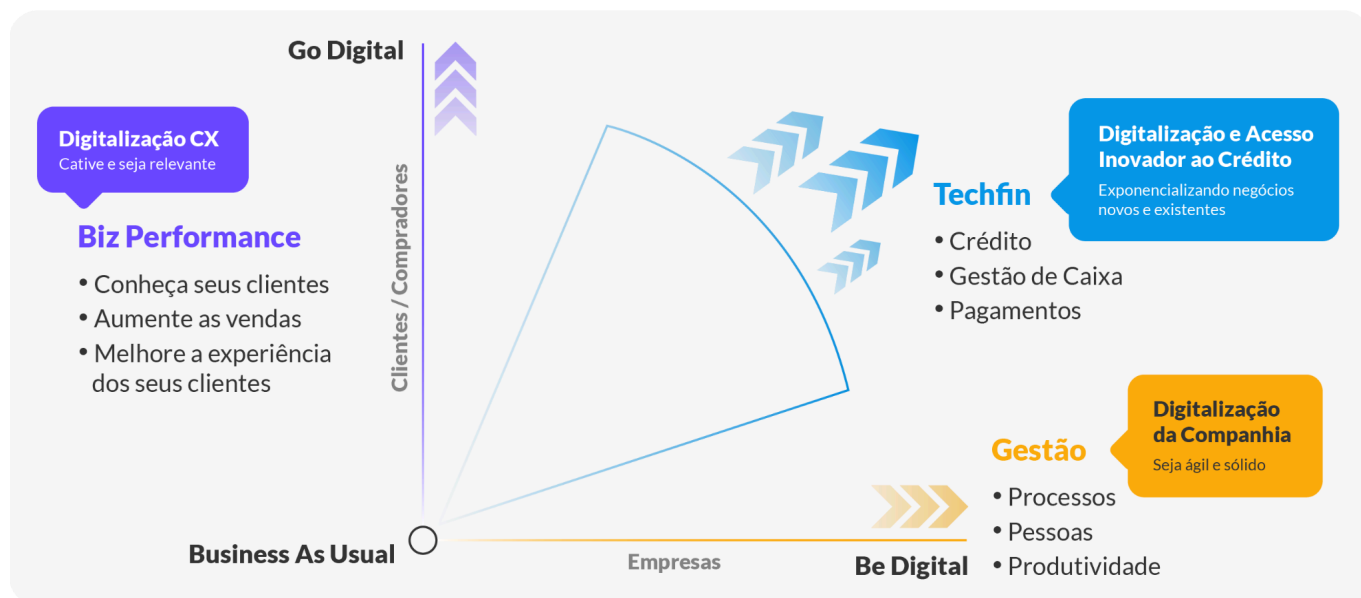 Go Digital
Digitalização CX
Cative e seja relevante
Biz Performance
• Conheça seus clientes
• Aumente as vendas
• Melhore a experiência
dos seus clientes
Clientes / Compradores
Business As Usual
Empresas
Be Digital
Digitalização e Acesso
Inovador ao Crédito
Exponencializando negócios
novos e existentes
Techfin
• Crédito
• Gestão de Caixa
• Pagamentos
Digitalização
da Companhia
Seja ágil e sólido
Gestão
• Processos
• Pessoas
• Produtividade